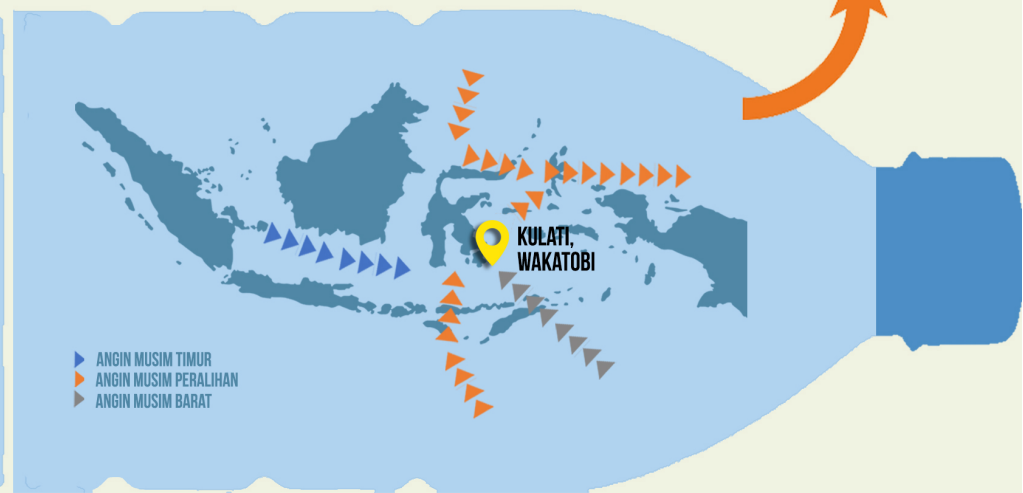 KULATI,
WAKATOBI
ANGIN MUSIM TIMUR
ANGIN MUSIM PERALIHAN
ANGIN MUSIM BARAT